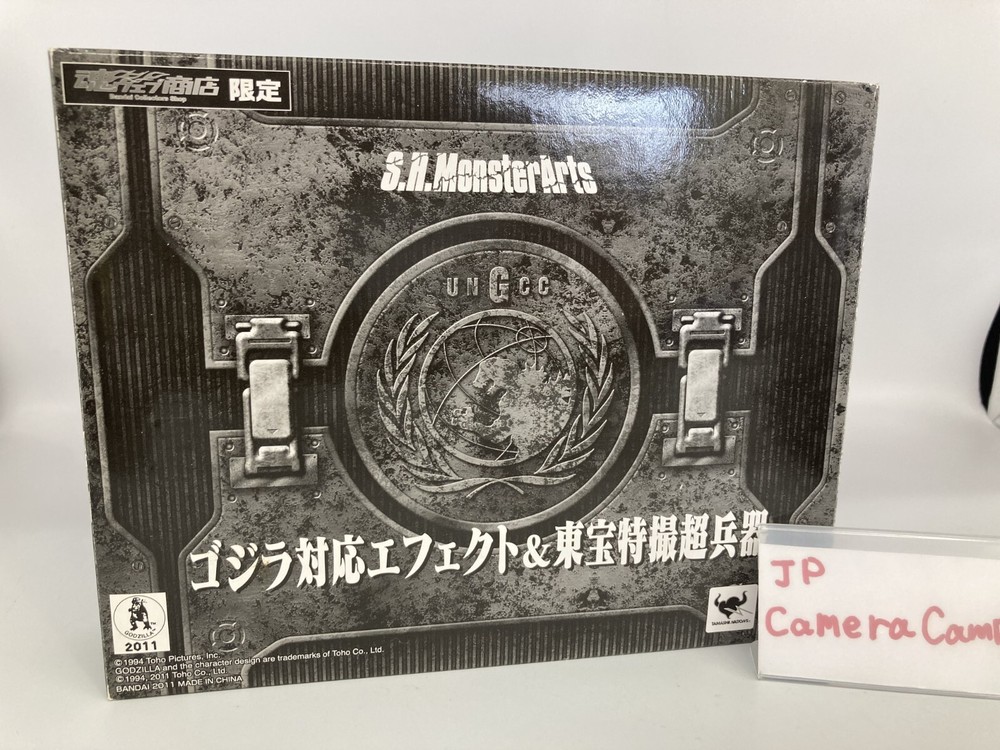 魂ウェブ商店 限定
Bandai Collectors Shop
S.H.MonsterArts
UNGCC
ゴジラ対応エフェクト&東宝特撮超兵器
GODZILLA
TM
2011
TAMASHII NATIONS
© 1994 Toho Pictures, Inc.
GODZILLA and the character design are trademarks of Toho Co., Ltd.
© 1994, 2011 Toho Co., Ltd.
BANDAI 2011 MADE IN CHINA
JP
Camera Cam